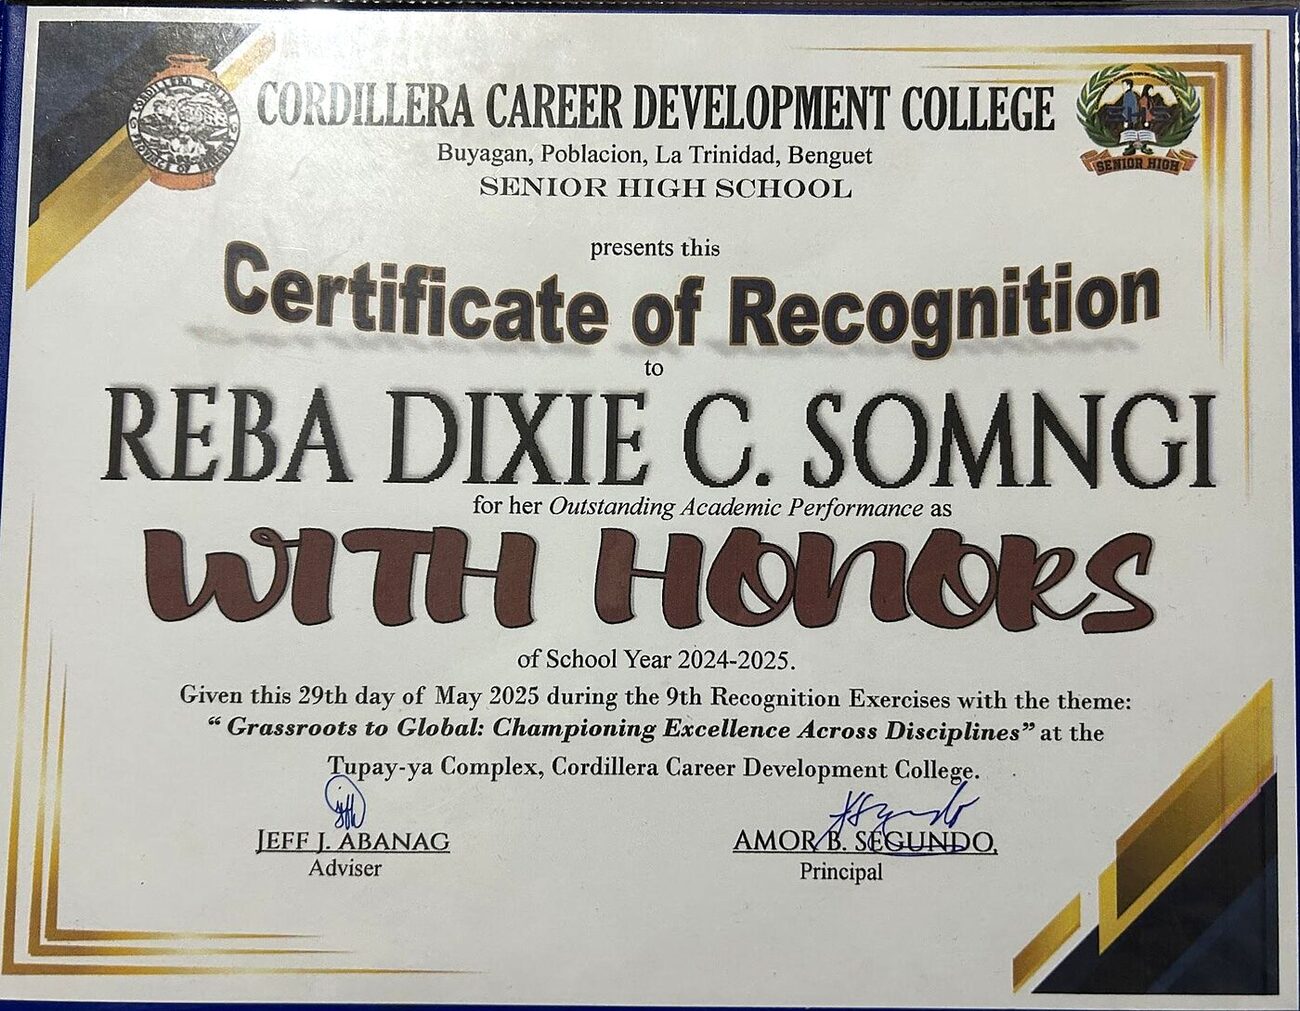 CORDILLERA CAREER DEVELOPMENT COLLEGE
Buyagan, Poblacion, La Trinidad, Benguet
SENIOR HIGH SCHOOL
SENIOR HIGH
presents this
Certificate of Recognition
to
REBA DIXIE C. SOMNGI
for her Outstanding Academic Performance as
WITH HONORS
of School Year 2024-2025.
Given this 29th day of May 2025 during the 9th Recognition Exercises with the theme:
“ Grassroots to Global: Championing Excellence Across Disciplines” at the
Tupay-ya Complex, Cordillera Career Development College.
JEFF J. ABANAG
Adviser
AMOR B. SEGUNDO,
Principal